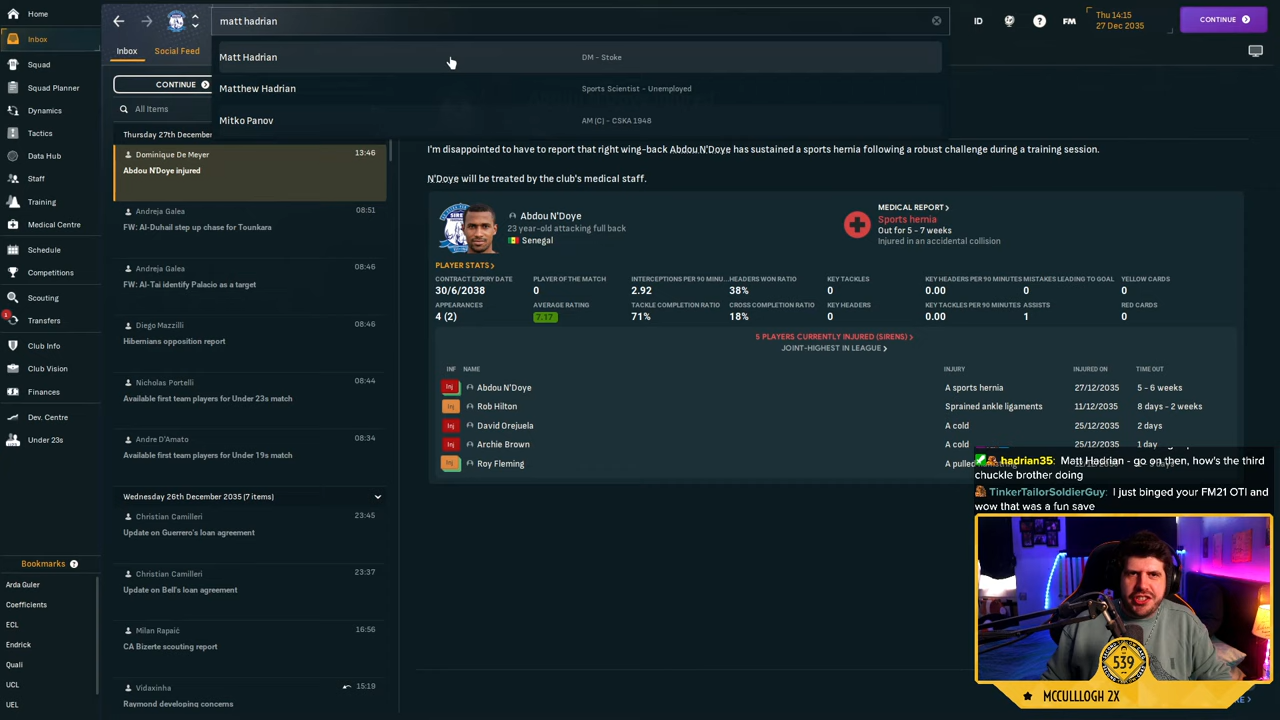 Home
matt hadrian
ID
FM
Thu 14:15
27 Dec 2035
CONTINUE
Inbox
Inbox
Social Feed
Matt Hadrian
DM - Stoke
Squad
CONTINUE
Matthew Hadrian
Sports Scientist - Unemployed
Squad Planner
Dynamics
All Items
Mitko Panov
AM (C) - CSKA 1948
Tactics
Thursday 27th December
Data Hub
Dominique De Meyer
13:46
Abdou N'Doye injured
I'm disappointed to have to report that right wing-back Abdou N'Doye has sustained a sports hernia following a robust challenge during a training session.
Staff
N'Doye will be treated by the club's medical staff.
Training
Medical Centre
Andreja Galea
08:51
FW: Al-Duhail step up chase for Tounkara
Abdou N'Doye
23 year-old attacking full back
Senegal
MEDICAL REPORT
Sports hernia
Out for 5 - 7 weeks
Injured in an accidental collision
Schedule
Competitions
Andreja Galea
08:46
FW: Al-Tai identify Palacio as a target
PLAYER STATS
CONTRACT EXPIRY DATE
30/6/2038
PLAYER OF THE MATCH
0
INTERCEPTIONS PER 90 MINU...
2.92
HEADERS WON RATIO
38%
KEY TACKLES
0
KEY HEADERS PER 90 MINUTES
0.00
MISTAKES LEADING TO GOAL
0
YELLOW CARDS
0
APPEARANCES
4 (2)
AVERAGE RATING
7.17
TACKLE COMPLETION RATIO
71%
CROSS COMPLETION RATIO
18%
KEY HEADERS
0
KEY TACKLES PER 90 MINUTES
0.00
ASSISTS
1
RED CARDS
0
Scouting
1
Transfers
Diego Mazzilli
08:46
Hibernians opposition report
5 PLAYERS CURRENTLY INJURED (SIRENS)
JOINT-HIGHEST IN LEAGUE
Club Info
Club Vision
Finances
Nicholas Portelli
08:44
Available first team players for Under 23s match
INF
NAME
INJURY
INJURED ON
TIME OUT
Inj
Abdou N'Doye
A sports hernia
27/12/2035
5 - 6 weeks
Inj
Rob Hilton
Sprained ankle ligaments
11/12/2035
8 days - 2 weeks
Inj
David Orejuela
A cold
25/12/2035
2 days
Inj
Archie Brown
A cold
25/12/2035
1 day
Inj
Roy Fleming
A pulled
Dev. Centre
Under 23s
Andre D'Amato
08:34
Available first team players for Under 19s match
hadrian35: Matt Hadrian - go on then, how's the third
chuckle brother doing
TinkerTailorSoldierGuy: I just binged your FM21 OTI and
wow that was a fun save
Wednesday 26th December 2035 (7 items)
Christian Camilleri
23:45
Update on Guerrero's loan agreement
Bookmarks
Arda Guler
Coefficients
ECL
Endrick
Quali
UCL
UEL
Christian Camilleri
23:37
Update on Bell's loan agreement
Milan Rapaić
16:56
CA Bizerte scouting report
Vidaxinha
15:19
Raymond developing concerns
539
MCCULLLOGH 2X